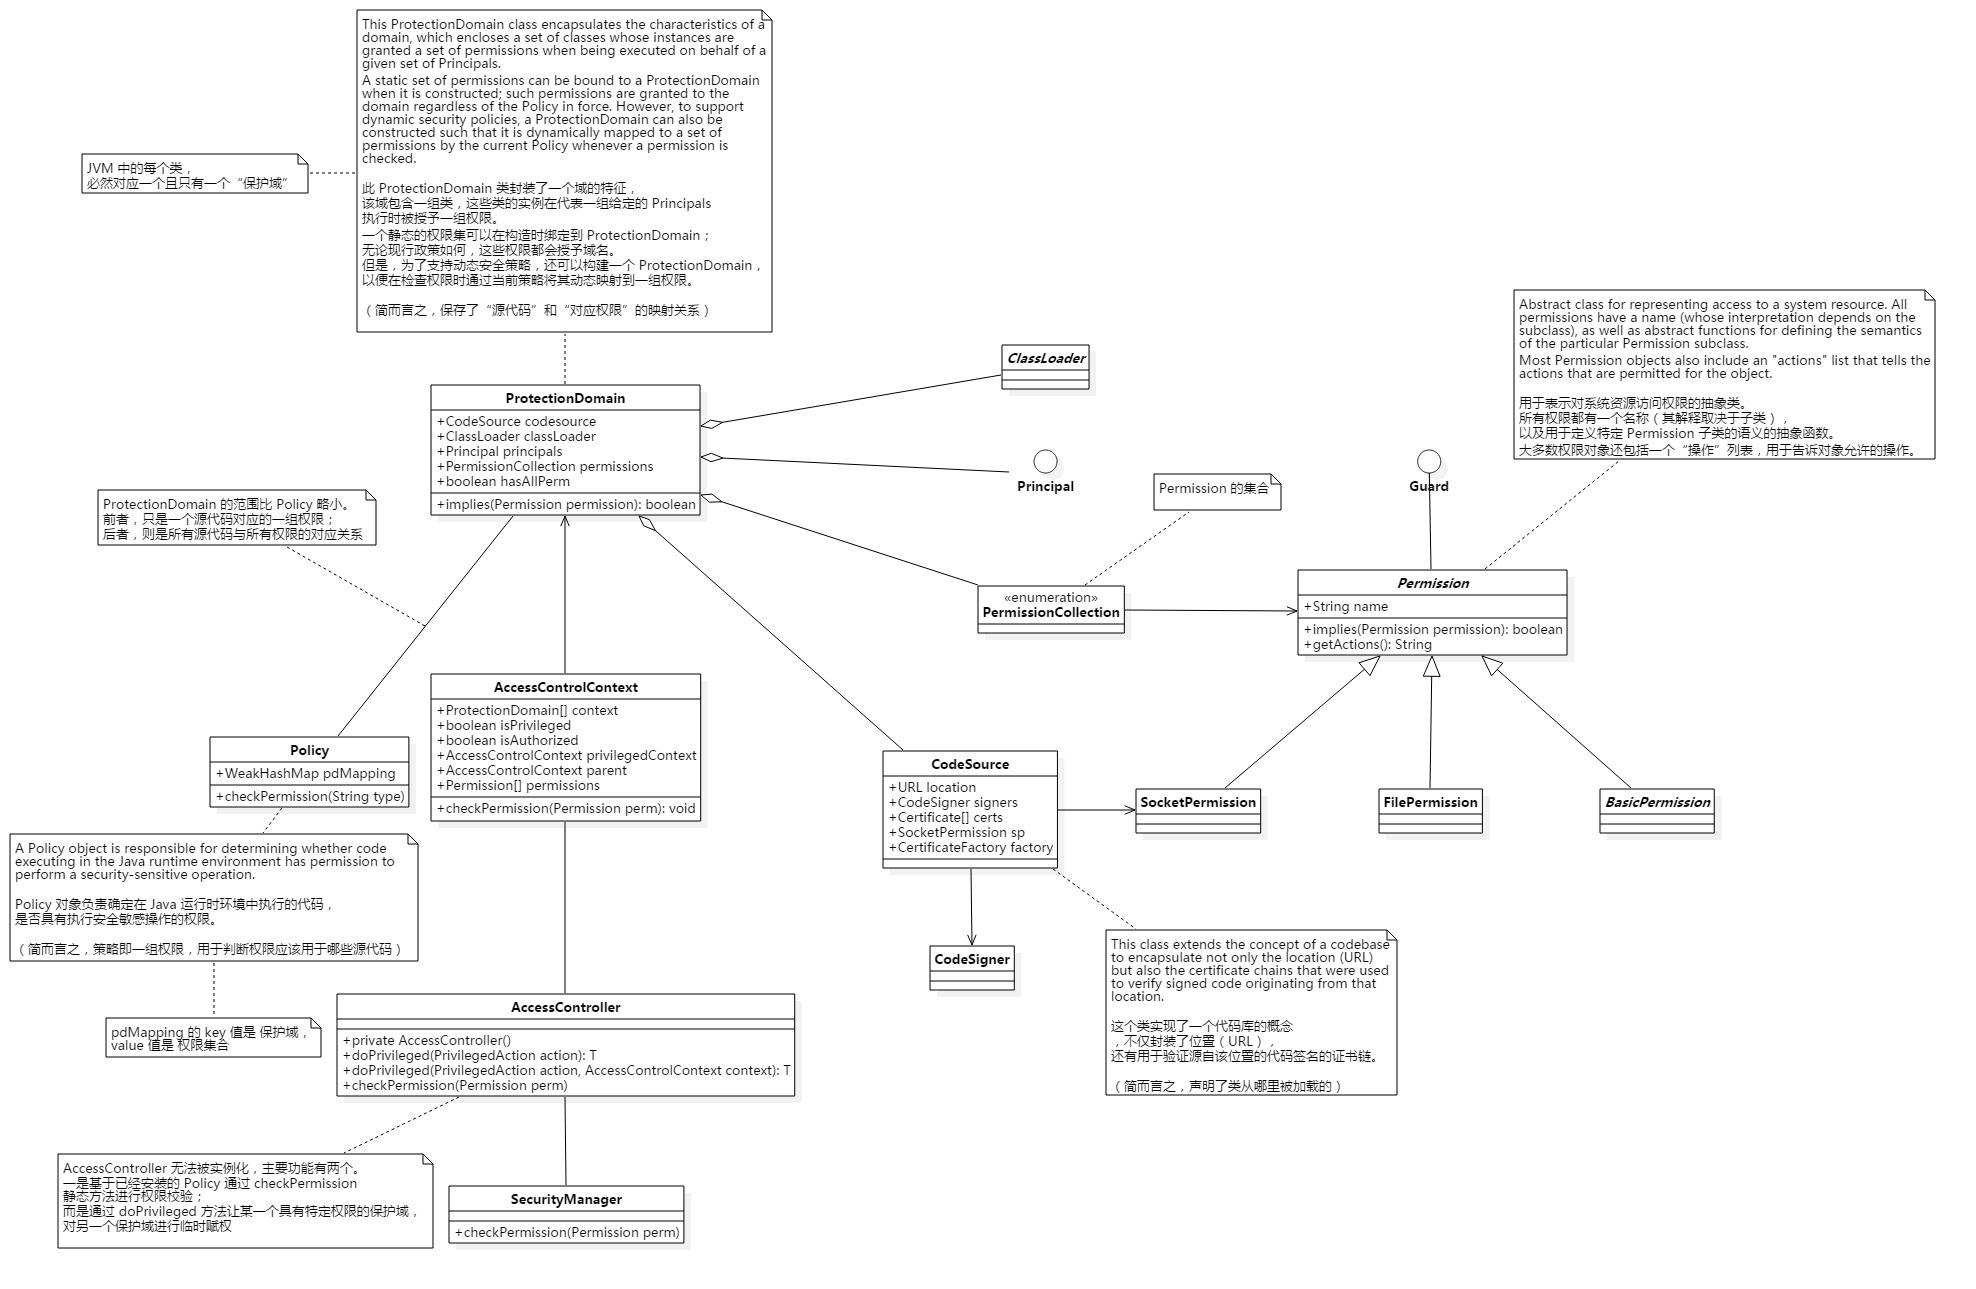 This ProtectionDomain class encapsulates the characteristics of a
domain, which encloses a set of classes whose instances are
granted a set of permissions when being executed on behalf of a
given set of Principals.
A static set of permissions can be bound to a ProtectionDomain
when it is constructed; such permissions are granted to the
domain regardless of the Policy in force. However, to support
dynamic security policies, a ProtectionDomain can also be
constructed such that it is dynamically mapped to a set of
permissions by the current Policy whenever a permission is
checked.
此 ProtectionDomain 类封装了一个域的特征，
该域包含一组类，这些类的实例在代表一组给定的 Principals
执行时被授予一组权限。
一个静态的权限集可以在构造时绑定到 ProtectionDomain；
无论现行政策如何，这些权限都会授予域名。
但是，为了支持动态安全策略，还可以构建一个 ProtectionDomain，
以便在检查权限时通过当前策略将其动态映射到一组权限。
（简而言之，保存了“源代码”和“对应权限”的映射关系）
JVM 中的每个类，
必然对应一个且只有一个“保护域”
Abstract class for representing access to a system resource. All
permissions have a name (whose interpretation depends on the
subclass), as well as abstract functions for defining the semantics
of the particular Permission subclass.
Most Permission objects also include an "actions" list that tells the
actions that are permitted for the object.
用于表示对系统资源访问权限的抽象类。
所有权限都有一个名称（其解释取决于子类），
以及用于定义特定 Permission 子类的语义的抽象函数。
大多数权限对象还包括一个“操作”列表，用于告诉对象允许的操作。
ClassLoader
ProtectionDomain
+CodeSource codesource
+ClassLoader classLoader
+Principal principals
+PermissionCollection permissions
+boolean hasAllPerm
+implies(Permission permission): boolean
Principal
Permission 的集合
Guard
ProtectionDomain 的范围比 Policy 略小。
前者，只是一个源代码对应的一组权限；
后者，则是所有源代码与所有权限的对应关系
«enumeration»
PermissionCollection
Permission
+String name
+implies(Permission permission): boolean
+getActions(): String
AccessControlContext
+ProtectionDomain[] context
+boolean isPrivileged
+boolean isAuthorized
+AccessControlContext privilegedContext
+AccessControlContext parent
+Permission[] permissions
+checkPermission(Permission perm): void
Policy
+WeakHashMap pdMapping
+checkPermission(String type)
CodeSource
+URL location
+CodeSigner signers
+Certificate[] certs
+SocketPermission sp
+CertificateFactory factory
SocketPermission
FilePermission
BasicPermission
A Policy object is responsible for determining whether code
executing in the Java runtime environment has permission to
perform a security-sensitive operation.
Policy 对象负责确定在 Java 运行时环境中执行的代码，
是否具有执行安全敏感操作的权限。
（简而言之，策略即一组权限，用于判断权限应该用于哪些源代码）
CodeSigner
This class extends the concept of a codebase
to encapsulate not only the location (URL)
but also the certificate chains that were used
to verify signed code originating from that
location.
这个类实现了一个代码库的概念
，不仅封装了位置（URL），
还有用于验证源自该位置的代码签名的证书链。
（简而言之，声明了类从哪里被加载的）
pdMapping 的 key 值是 保护域，
value 值是 权限集合
AccessController
+private AccessController()
+doPrivileged(PrivilegedAction action): T
+doPrivileged(PrivilegedAction action, AccessControlContext context): T
+checkPermission(Permission perm)
AccessController 无法被实例化，主要功能有两个。
一是基于已经安装的 Policy 通过 checkPermission
静态方法进行权限校验；
而是通过 doPrivileged 方法让某一个具有特定权限的保护域，
对另一个保护域进行临时赋权
SecurityManager
+checkPermission(Permission perm)